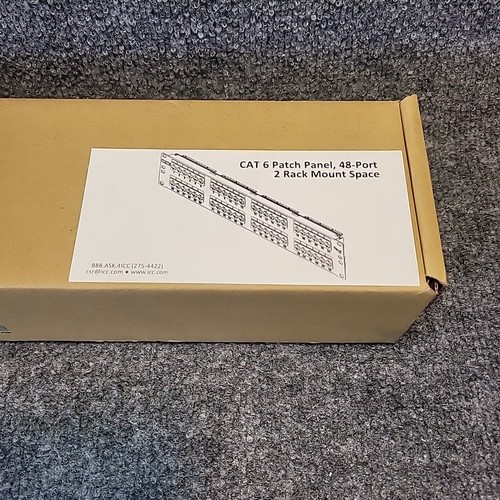 CAT 6 Patch Panel, 48-Port
2 Rack Mount Space
888.ASK.4ICC (275-4422)
csr@icc.com • www.icc.com